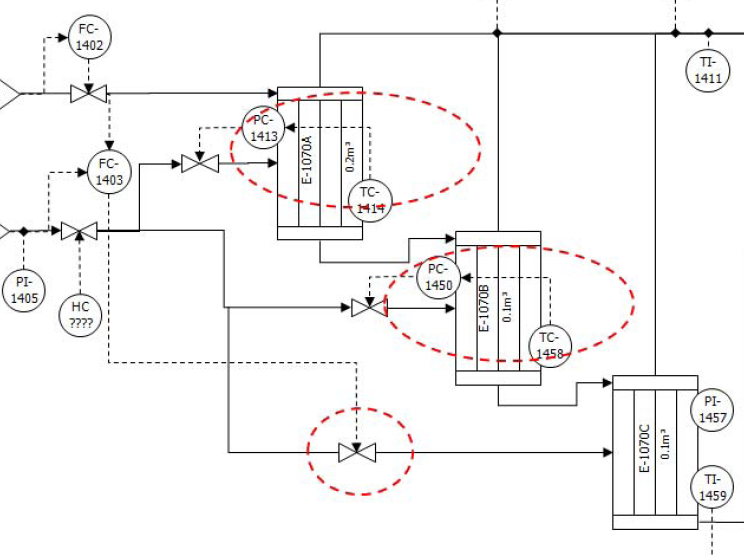 FC-
1402
TI-
1411
PC-
1413
E-1070A
0.2m³
FC-
1403
TC-
1414
PI-
1405
HC
????
PC-
1450
E-1070B
0.1m³
TC-
1458
PI-
1457
E-1070C
0.1m³
TI-
1459